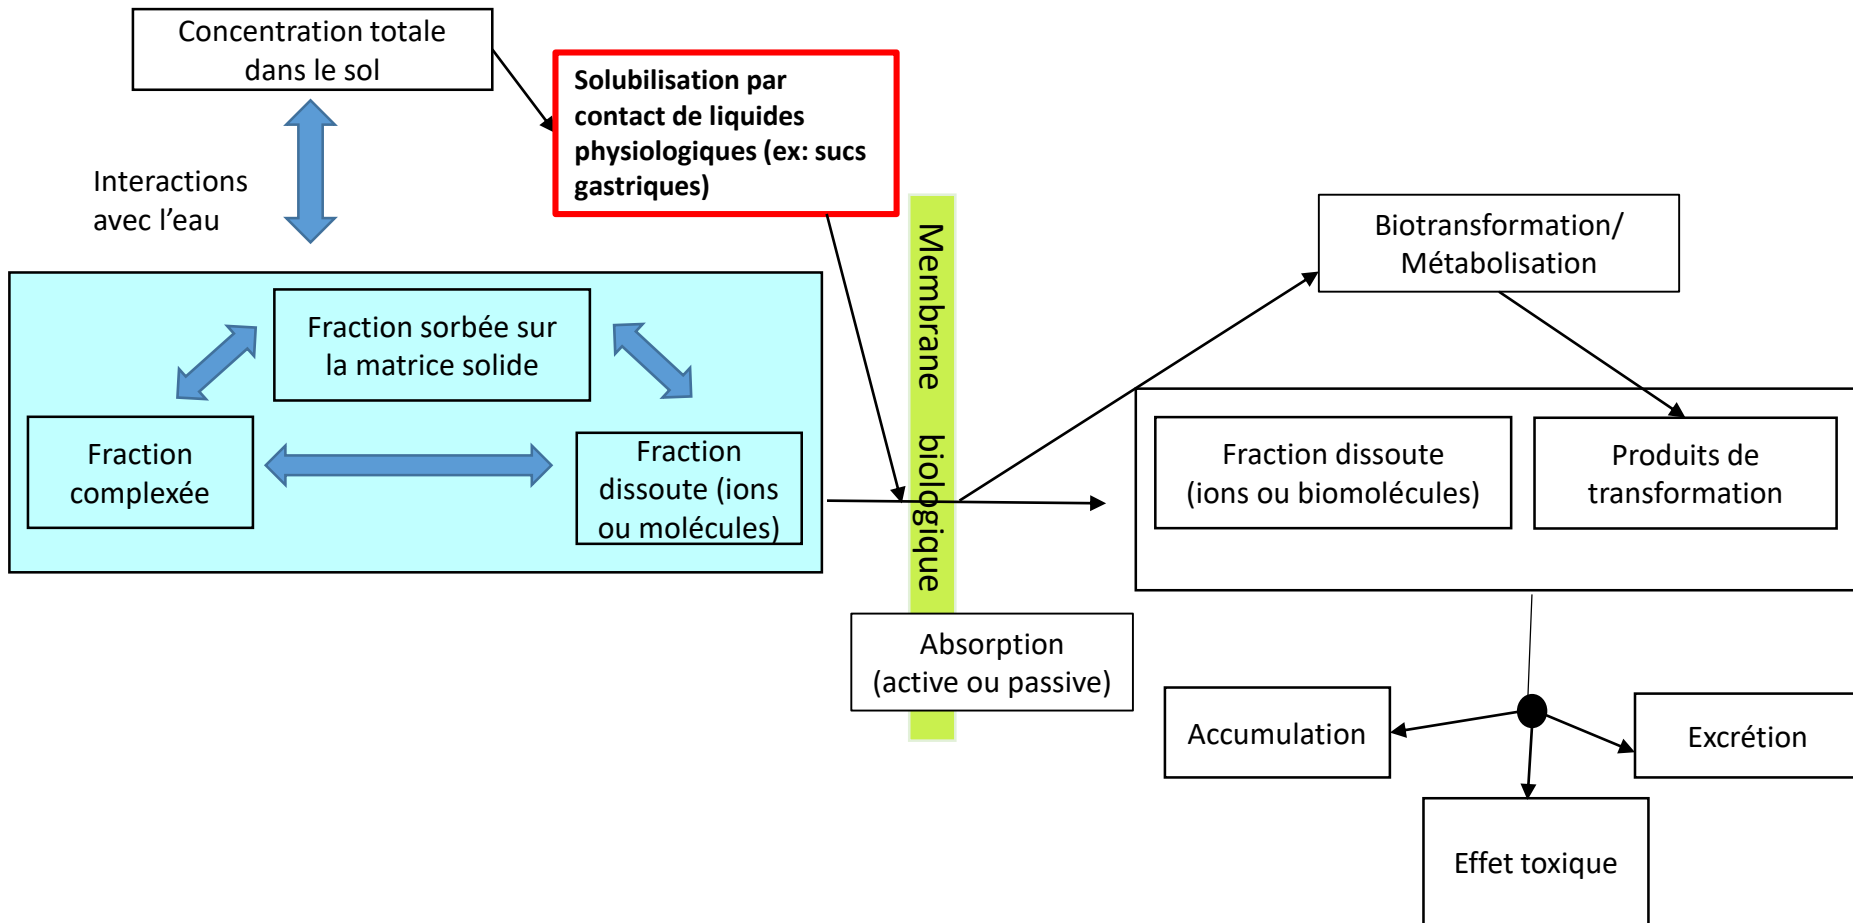 Concentration totale
dans le sol
Solubilisation par
contact de liquides
physiologiques (ex: sucs
gastriques)
Interactions
avec l’eau
Membrane biologique
Biotransformation/
Métabolisation
Fraction sorbée sur
la matrice solide
Fraction
complexée
Fraction
dissoute (ions
ou molécules)
Fraction dissoute
(ions ou biomolécules)
Produits de
transformation
Absorption
(active ou passive)
Accumulation
Excrétion
Effet toxique